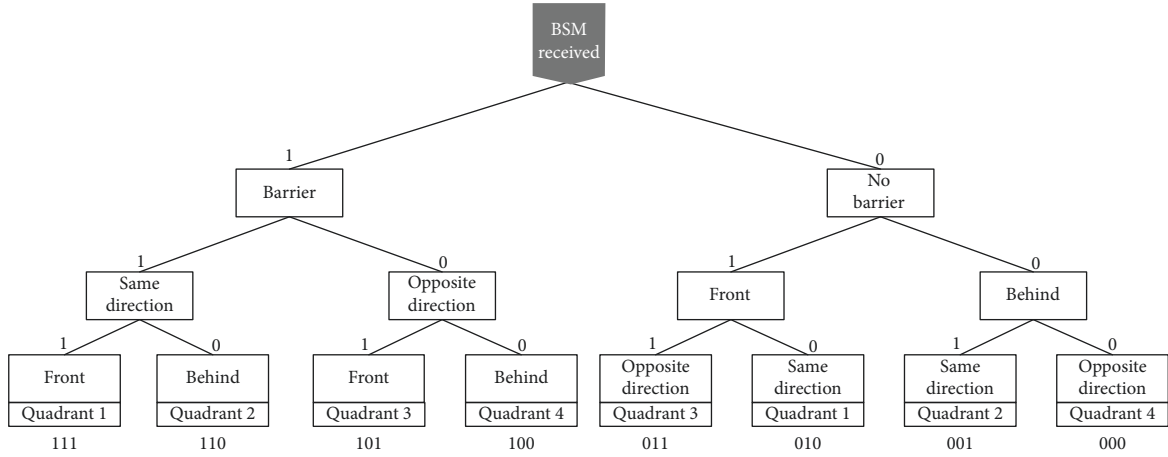 BSM
received
1
0
Barrier
No
barrier
1
0
1
0
Same
direction
Opposite
direction
Front
Behind
1
0
1
0
1
0
1
0
Front
Behind
Front
Behind
Opposite
direction
Same
direction
Same
direction
Opposite
direction
Quadrant 1
Quadrant 2
Quadrant 3
Quadrant 4
Quadrant 3
Quadrant 1
Quadrant 2
Quadrant 4
111
110
101
100
011
010
001
000